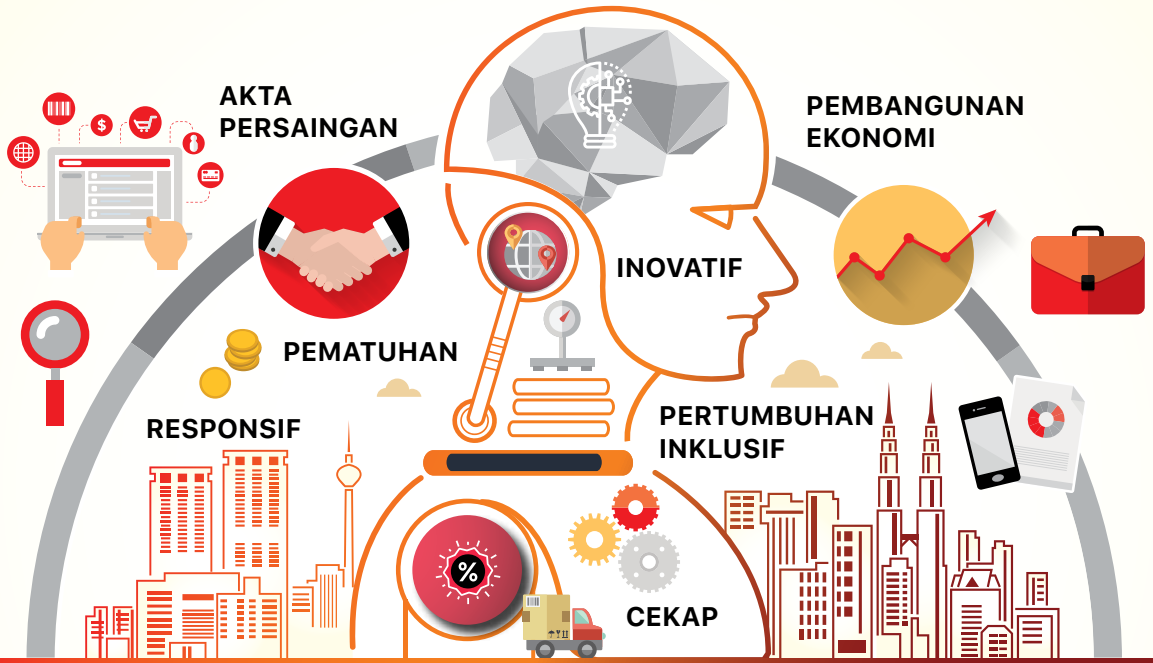 AKTA
PERSAINGAN
PEMBANGUNAN
EKONOMI
$
INOVATIF
PEMATUHAN
RESPONSIF
PERTUMBUHAN
INKLUSIF
%
CEKAP